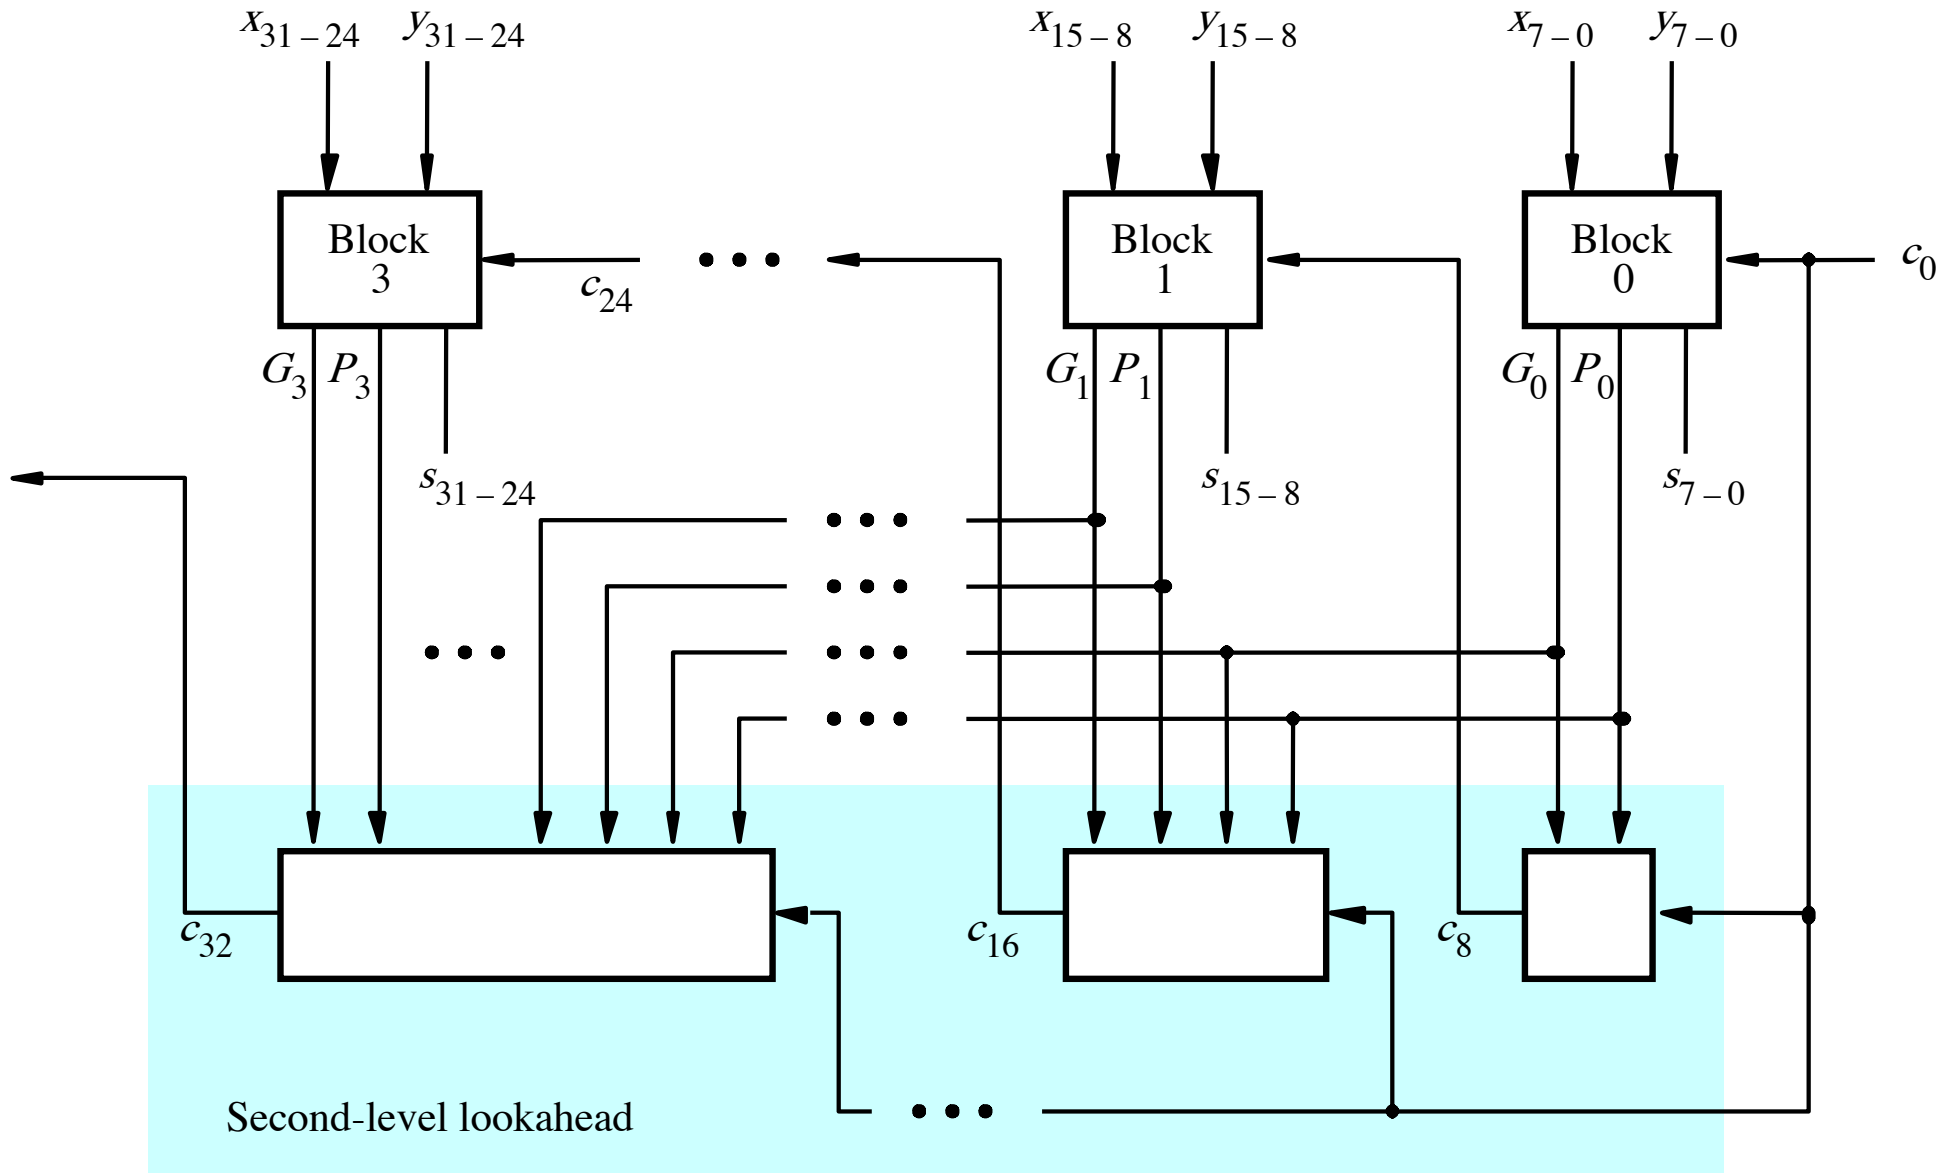 x31–24 y31–24 x15–8 y15–8 x7–0 y7–0
Block 3
Block 1
Block 0
c24
c0
G3 P3 G1 P1 G0 P0
s31–24 s15–8 s7–0
c32 c16 c8
Second-level lookahead